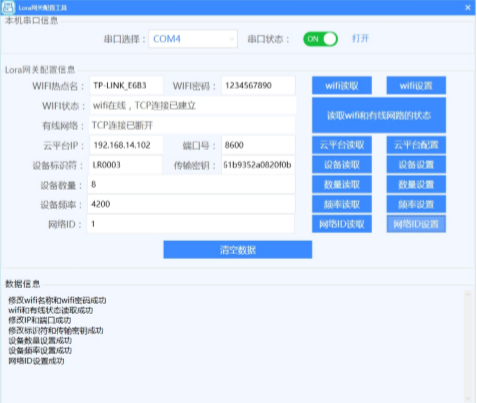 Lora网关配置工具
本机串口信息
串口选择： COM4 串口状态： ON 打开
Lora网关配置信息
WIFI热点名： TP-LINK_E6B3 WIFI密码： 1234567890 wifi读取 wifi设置
WIFI状态： wifi在线，TCP连接已建立 读取wifi和有线网路的状态
有线网络： TCP连接已断开
云平台IP： 192.168.14.102 端口号： 8600 云平台读取 云平台配置
设备标识符： LR0003 传输密钥： 61b9352a0820f0b 设备读取 设备设置
设备数量： 8 数量读取 数量设置
设备频率： 4200 频率读取 频率设置
网络ID： 1 网络ID读取 网络ID设置
清空数据
数据信息
修改wifi名称和wifi密码成功
wifi和有线状态读取成功
修改IP和端口成功
修改标识符和传输密钥成功
设备数量设置成功
设备频率设置成功
网络ID设置成功